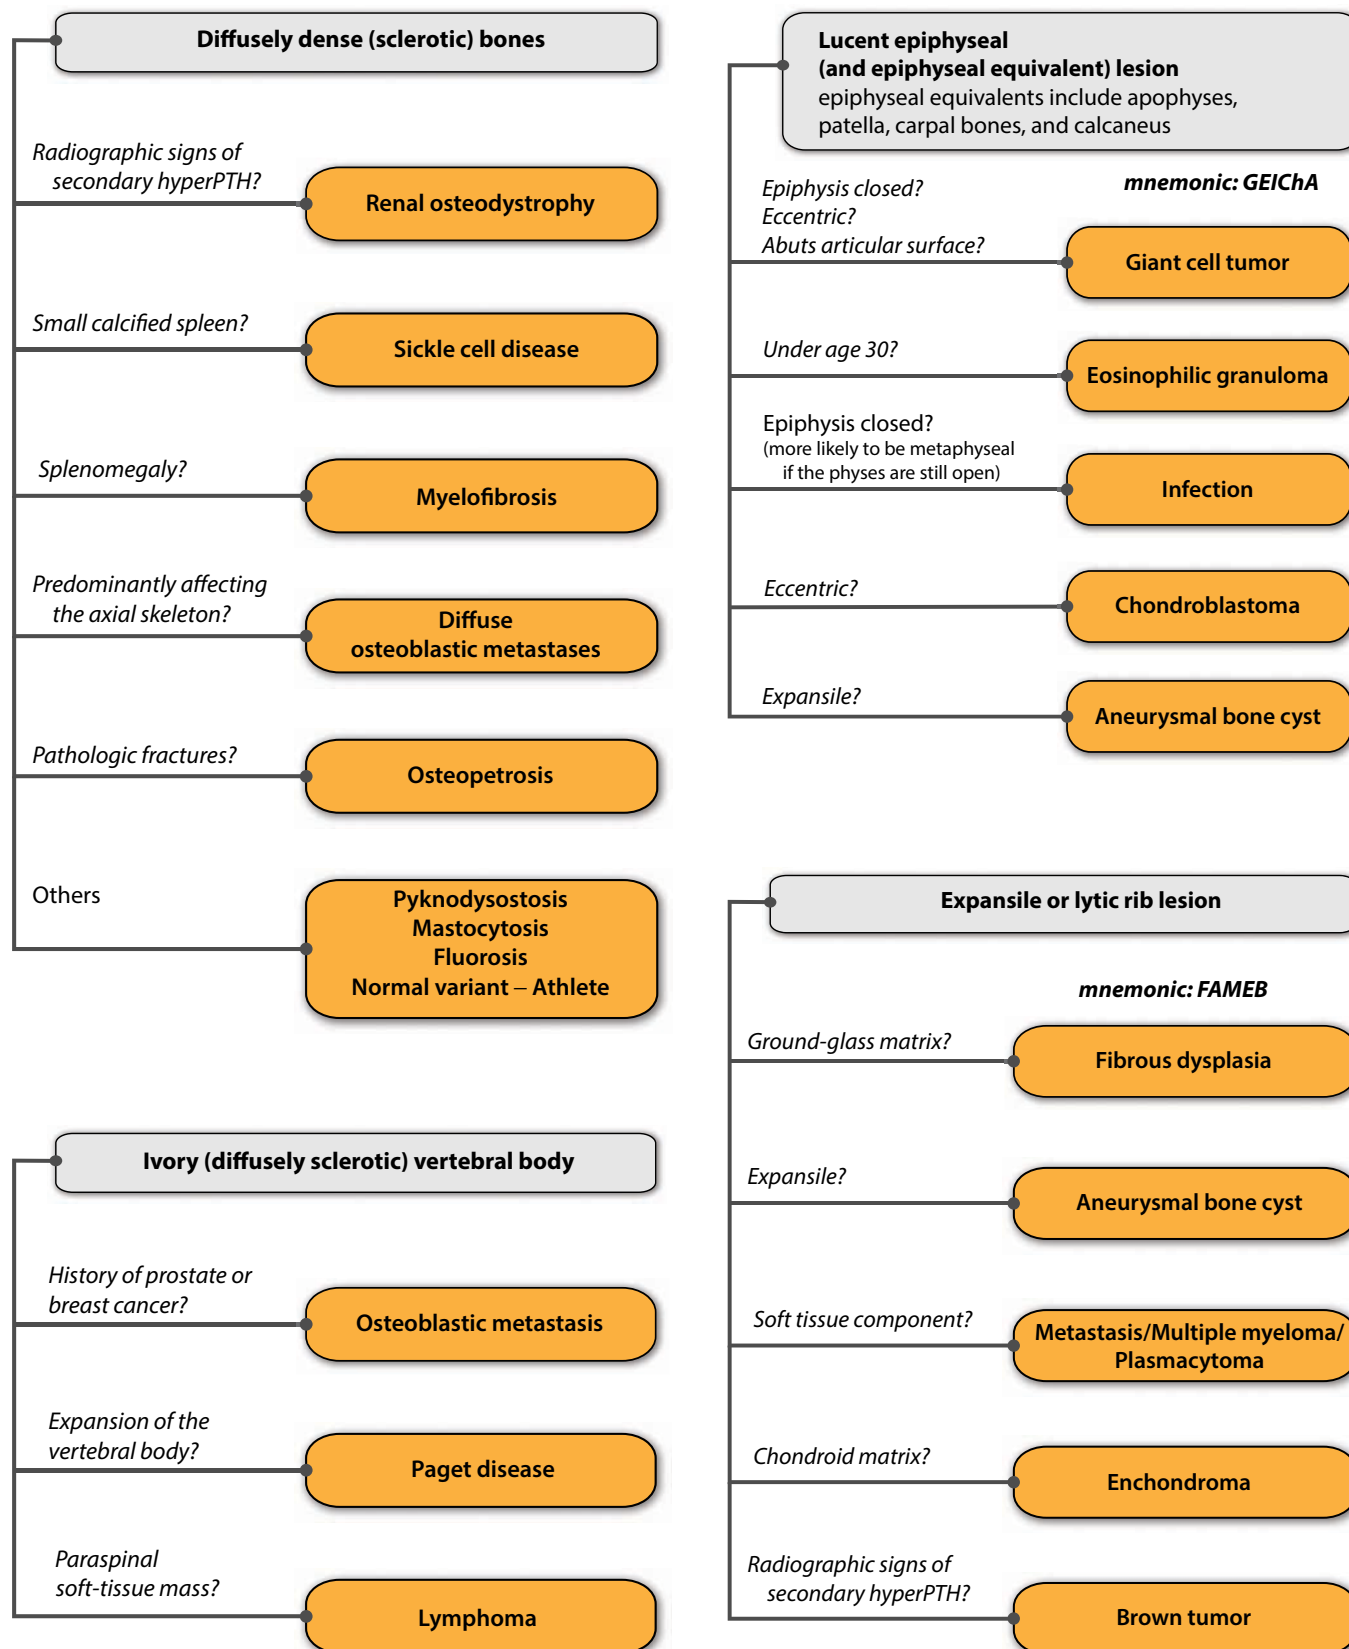 Diffusely dense (sclerotic) bones
Radiographic signs of
secondary hyperPTH?
Renal osteodystrophy
Small calcified spleen?
Sickle cell disease
Splenomegaly?
Myelofibrosis
Predominantly affecting
the axial skeleton?
Diffuse
osteoblastic metastases
Pathologic fractures?
Osteopetrosis
Others
Pyknodysostosis
Mastocytosis
Fluorosis
Normal variant – Athlete
Ivory (diffusely sclerotic) vertebral body
History of prostate or
breast cancer?
Osteoblastic metastasis
Expansion of the
vertebral body?
Paget disease
Paraspinal
soft-tissue mass?
Lymphoma
Lucent epiphyseal
(and epiphyseal equivalent) lesion
epiphyseal equivalents include apophyses,
patella, carpal bones, and calcaneus
mnemonic: GEIChA
Epiphysis closed?
Eccentric?
Abuts articular surface?
Giant cell tumor
Under age 30?
Eosinophilic granuloma
Epiphysis closed?
(more likely to be metaphyseal
if the physes are still open)
Infection
Eccentric?
Chondroblastoma
Expansile?
Aneurysmal bone cyst
Expansile or lytic rib lesion
mnemonic: FAMEB
Ground-glass matrix?
Fibrous dysplasia
Expansile?
Aneurysmal bone cyst
Soft tissue component?
Metastasis/Multiple myeloma/
Plasmacytoma
Chondroid matrix?
Enchondroma
Radiographic signs of
secondary hyperPTH?
Brown tumor